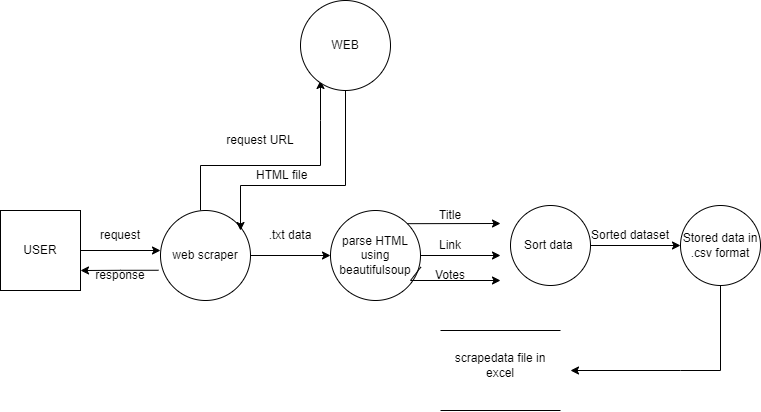 WEB
request URL
HTML file
request
USER
response
web scraper
.txt data
parse HTML
using
beautifulsoup
Title
Link
Votes
Sort data
Sorted dataset
Stored data in
.csv format
scrapedata file in
excel